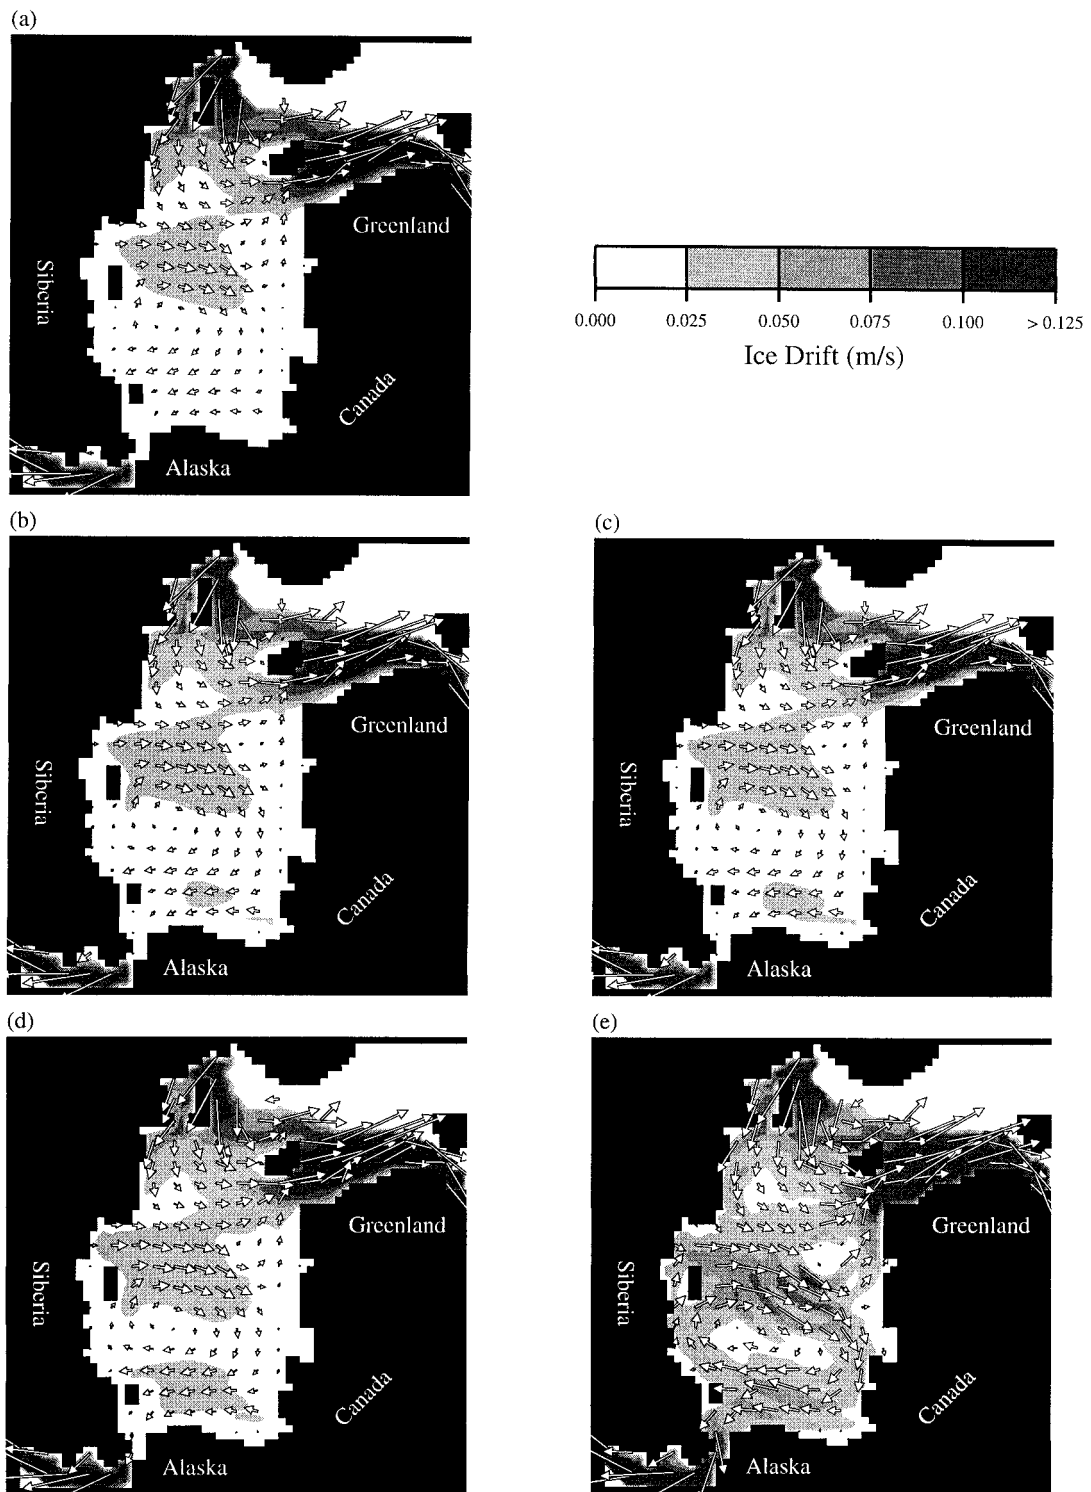 (a)
Siberia
Greenland
Canada
Alaska
0.000 0.025 0.050 0.075 0.100 > 0.125
Ice Drift (m/s)
(b)
Siberia
Greenland
Canada
Alaska
(c)
Siberia
Greenland
Canada
Alaska
(d)
Siberia
Greenland
Canada
Alaska
(e)
Siberia
Greenland
Canada
Alaska